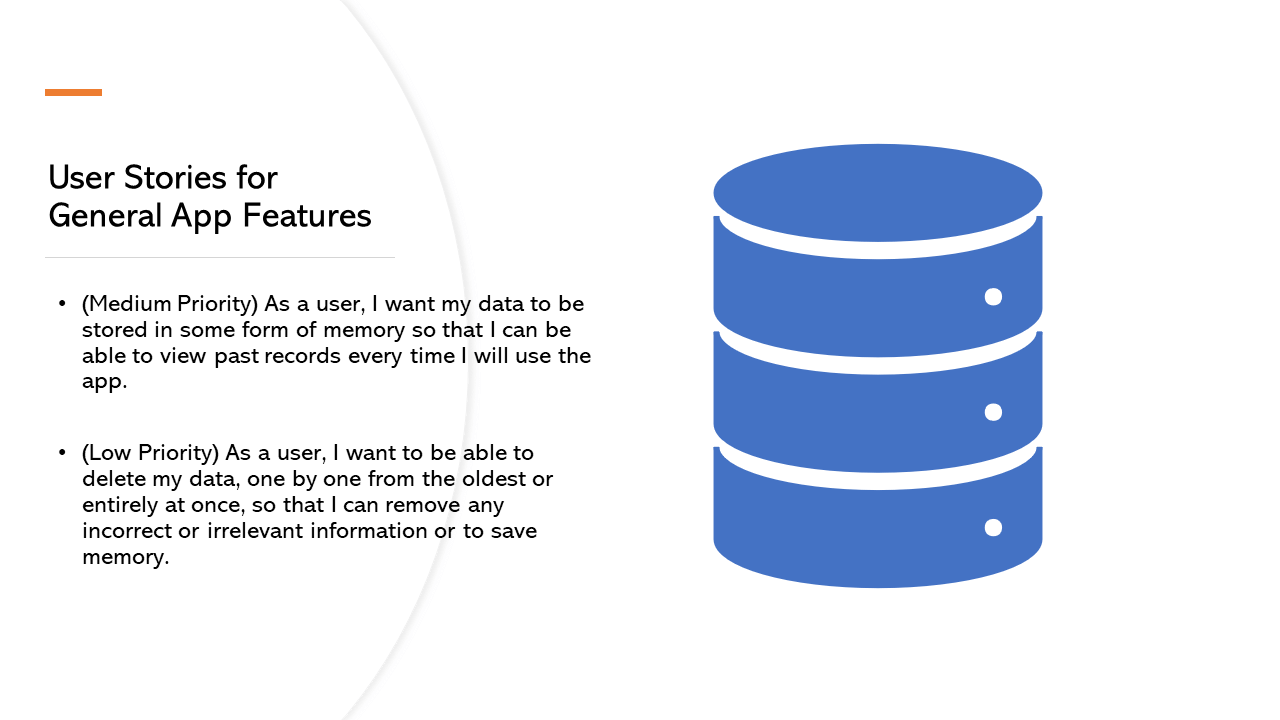 User Stories for
General App Features
• (Medium Priority) As a user, I want my data to be
stored in some form of memory so that I can be
able to view past records every time I will use the
app.
• (Low Priority) As a user, I want to be able to
delete my data, one by one from the oldest or
entirely at once, so that I can remove any
incorrect or irrelevant information or to save
memory.